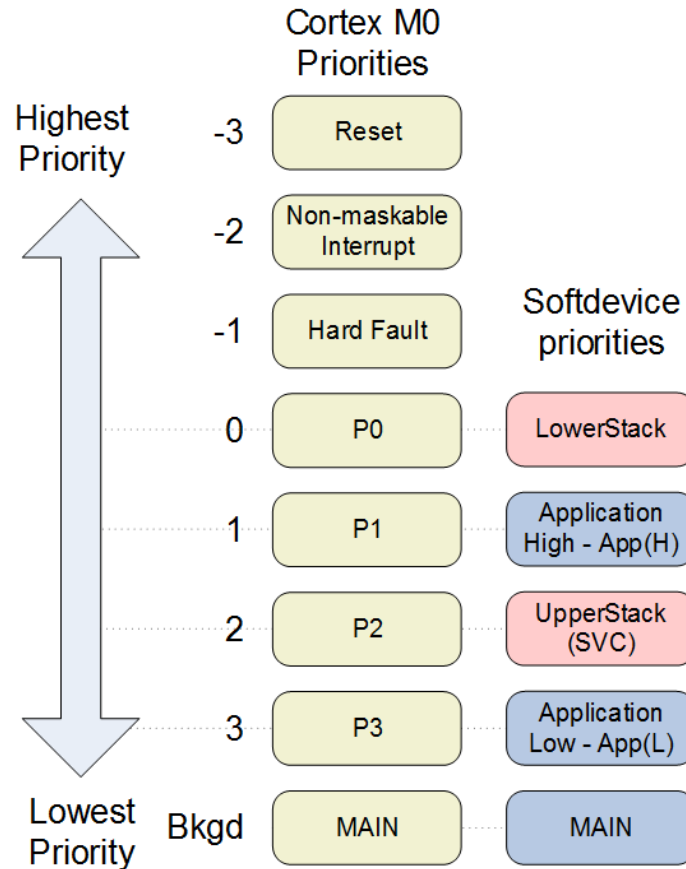 Cortex M0
Priorities
Highest
Priority
-3
Reset
-2
Non-maskable
Interrupt
-1
Hard Fault
Softdevice
priorities
0
P0
LowerStack
1
P1
Application
High - App(H)
2
P2
UpperStack
(SVC)
3
P3
Application
Low - App(L)
Lowest
Priority
Bkgd
MAIN
MAIN